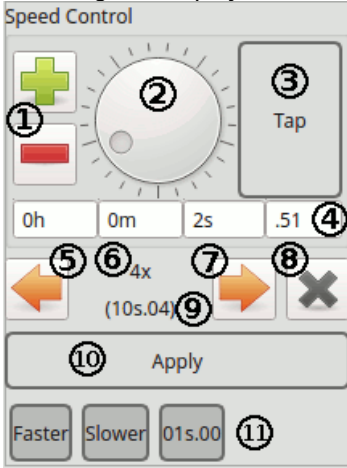 Speed Control
① ② ③
Tap
0h 0m 2s .51 ④
⑤ ⑥ 4x ⑦ ⑧
(10s.04) ⑨
⑩ Apply
Faster Slower 01s.00 ⑪